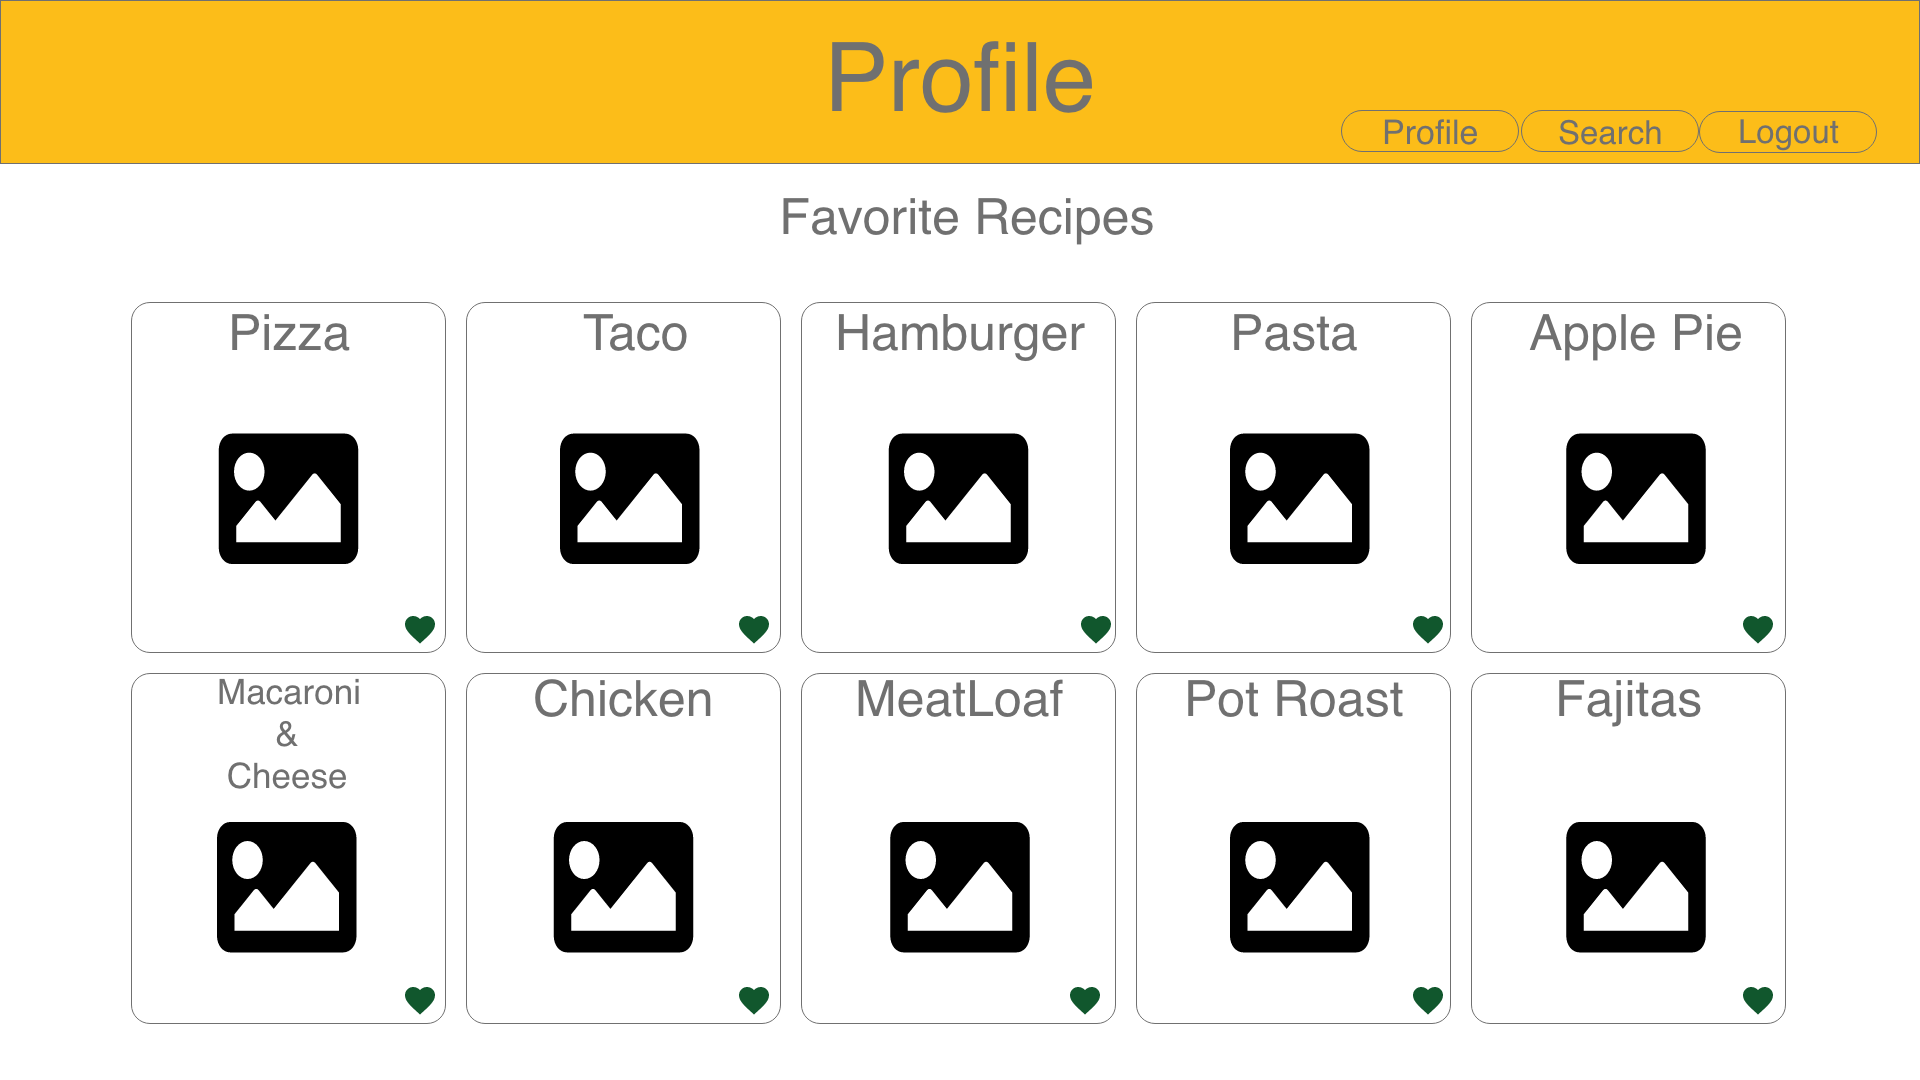 Profile
Profile
Search
Logout
Favorite Recipes
Pizza
Taco
Hamburger
Pasta
Apple Pie
Macaroni
&
Cheese
Chicken
MeatLoaf
Pot Roast
Fajitas